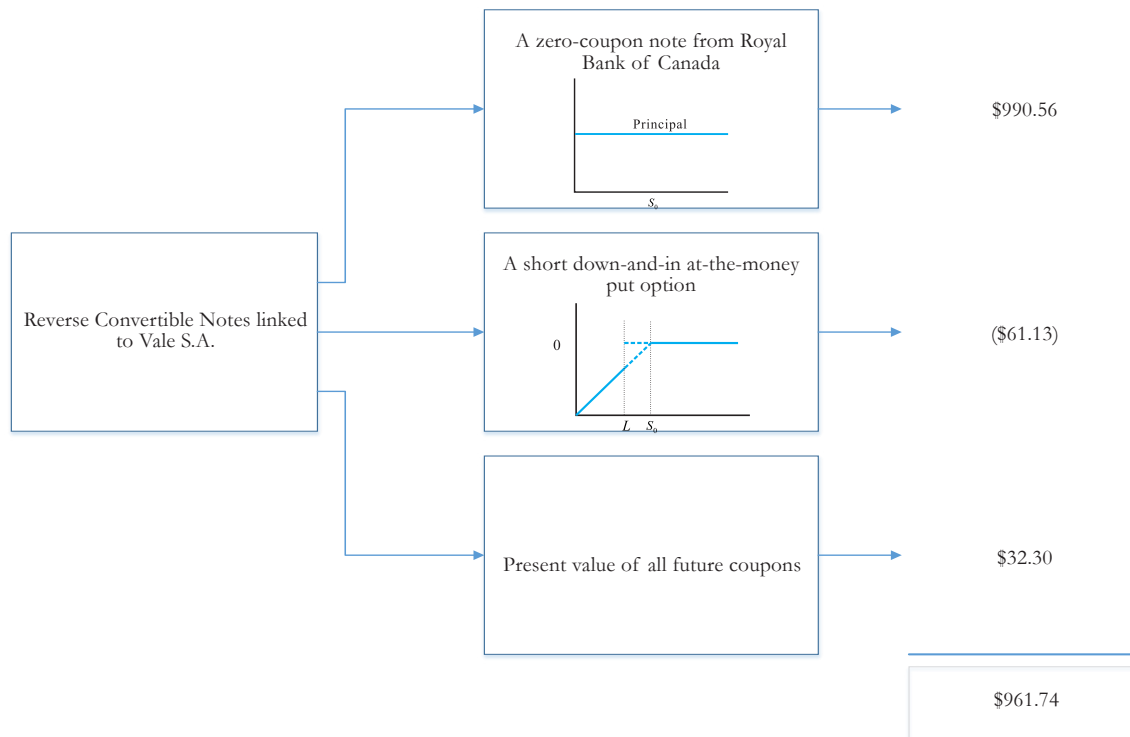 A zero-coupon note from Royal
Bank of Canada
Principal
S₀
$990.56
Reverse Convertible Notes linked
to Vale S.A.
A short down-and-in at-the-money
put option
0
L S₀
($61.13)
Present value of all future coupons
$32.30
$961.74